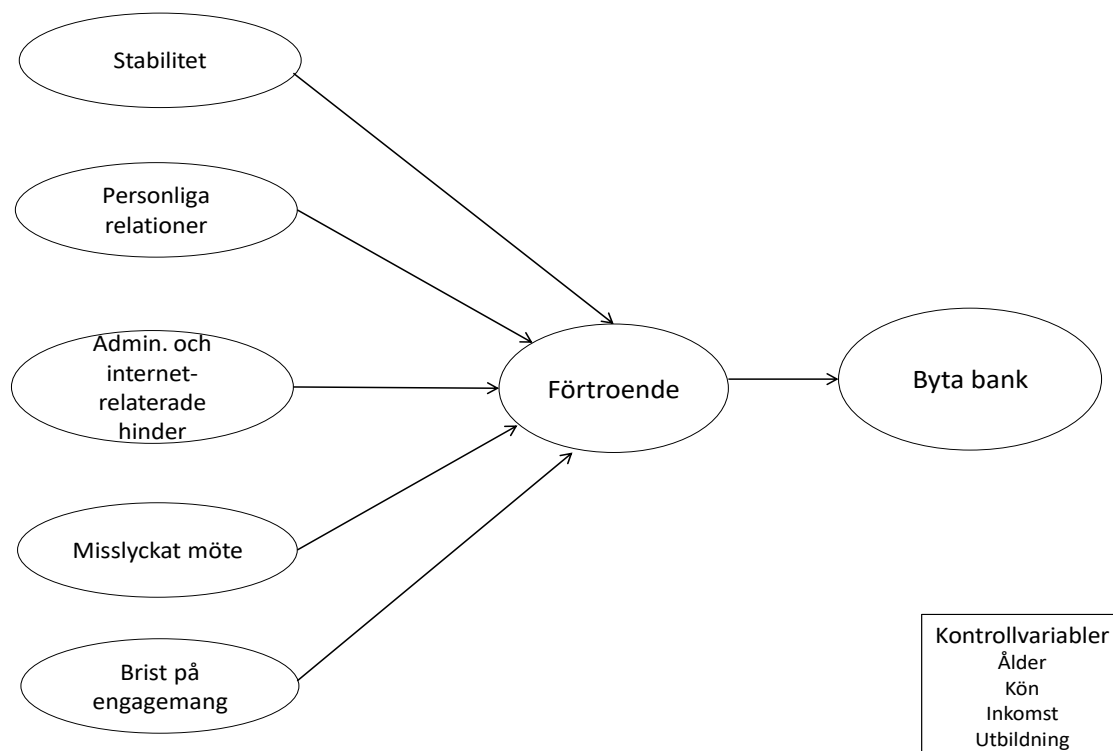 Stabilitet
Personliga
relationer
Admin. och
internet-
relaterade
hinder
Misslyckat möte
Brist på
engagemang
Förtroende
Byta bank
Kontrollvariabler
Ålder
Kön
Inkomst
Utbildning